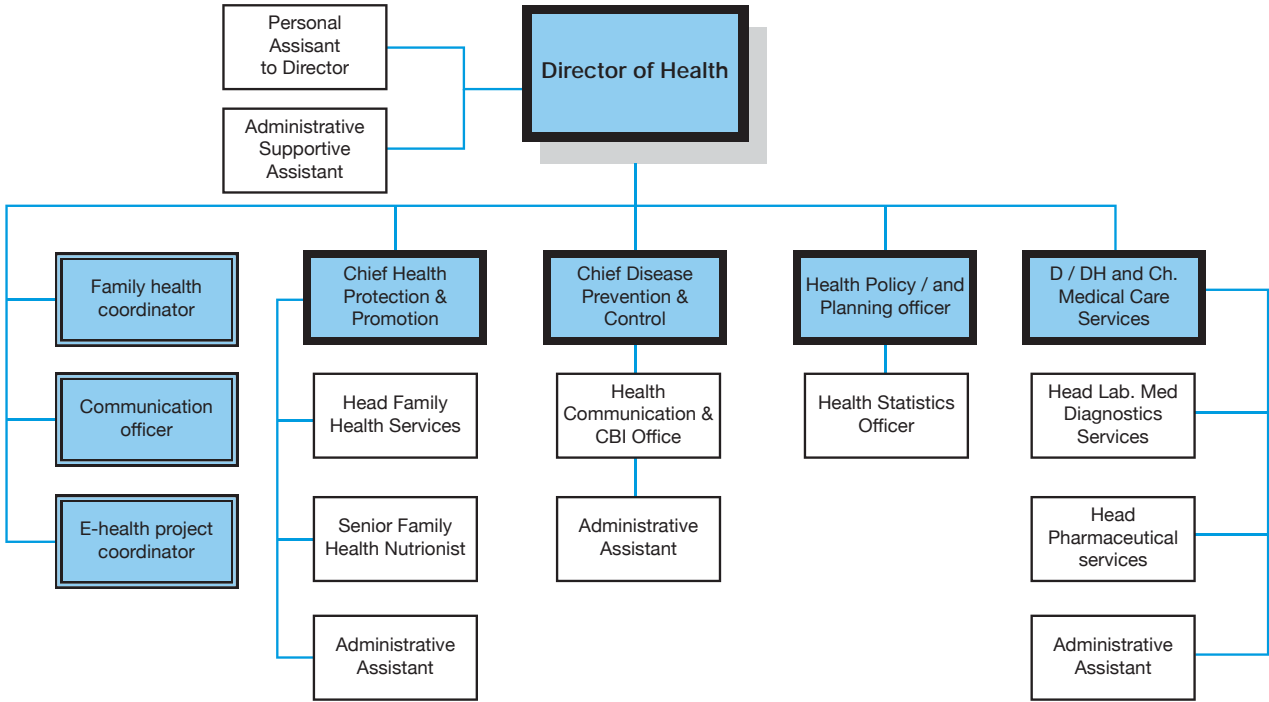 Personal
Assisant
to Director
Director of Health
Administrative
Supportive
Assistant
Family health
coordinator
Chief Health
Protection &
Promotion
Chief Disease
Prevention &
Control
Health Policy / and
Planning officer
D / DH and Ch.
Medical Care
Services
Communication
officer
Head Family
Health Services
Health
Communication &
CBI Office
Health Statistics
Officer
Head Lab. Med
Diagnostics
Services
E-health project
coordinator
Senior Family
Health Nutrionist
Administrative
Assistant
Head
Pharmaceutical
services
Administrative
Assistant
Administrative
Assistant